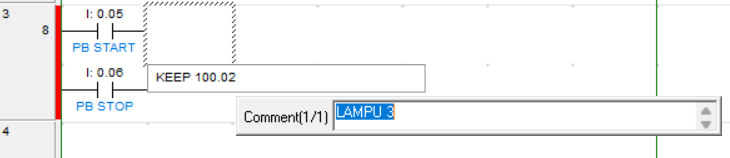 3
I: 0.05
8
PB START
I: 0.06
KEEP 100.02
PB STOP
Comment(1/1) LAMPU 3
4